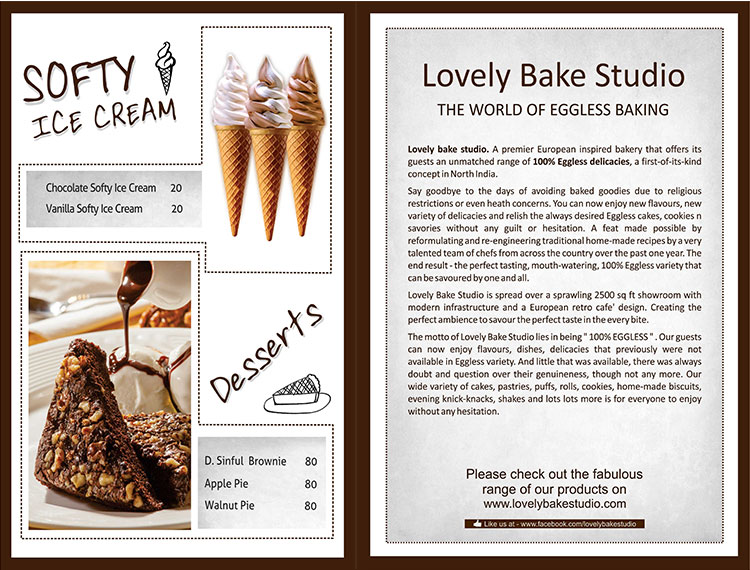 SOFTY
ICE CREAM
Chocolate Softy Ice Cream 20
Vanilla Softy Ice Cream 20
Desserts
D. Sinful Brownie 80
Apple Pie 80
Walnut Pie 80
Lovely Bake Studio
THE WORLD OF EGGLESS BAKING
Lovely bake studio. A premier European inspired bakery that offers its
guests an unmatched range of 100% Eggless delicacies, a first-of-its-kind
concept in North India.
Say goodbye to the days of avoiding baked goodies due to religious
restrictions or even heath concerns. You can now enjoy new flavours, new
variety of delicacies and relish the always desired Eggless cakes, cookies n
savories without any guilt or hesitation. A feat made possible by
reformulating and re-engineering traditional home-made recipes by a very
talented team of chefs from across the country over the past one year. The
end result - the perfect tasting, mouth-watering, 100% Eggless variety that
can be savoured by one and all.
Lovely Bake Studio is spread over a sprawling 2500 sq ft showroom with
modern infrastructure and a European retro cafe' design. Creating the
perfect ambience to savour the perfect taste in the every bite.
The motto of Lovely Bake Studio lies in being " 100% EGGLESS " . Our guests
can now enjoy flavours, dishes, delicacies that previously were not
available in Eggless variety. And little that was available, there was always
doubt and question over their genuineness, though not any more. Our
wide variety of cakes, pastries, puffs, rolls, cookies, home-made biscuits,
evening knick-knacks, shakes and lots lots more is for everyone to enjoy
without any hesitation.
Please check out the fabulous
range of our products on
www.lovelybakestudio.com
Like us at - www.facebook.com/lovelybakestudio